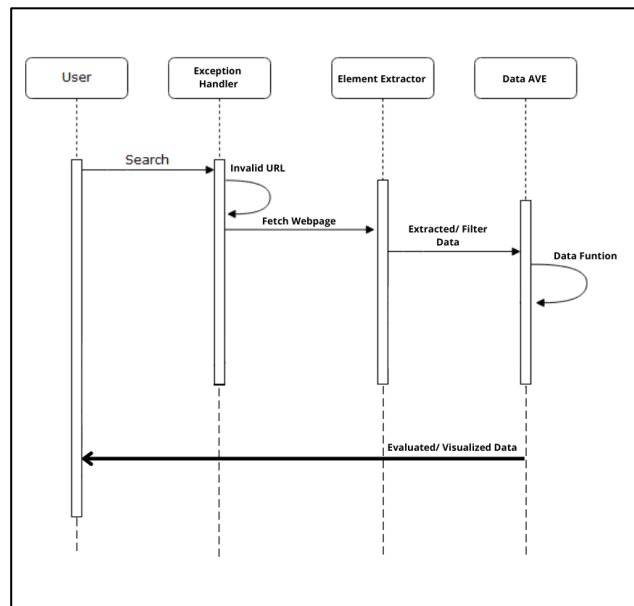 User
Exception
Handler
Element Extractor
Data AVE
Search
Invalid URL
Fetch Webpage
Extracted/ Filter
Data
Data Funtion
Evaluated/ Visualized Data